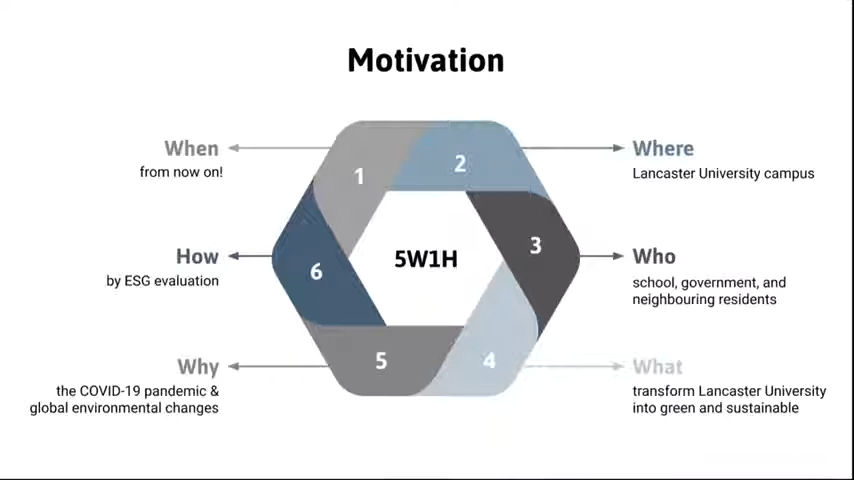 Motivation
When
from now on!
1
2
Where
Lancaster University campus
How
by ESG evaluation
6
5W1H
3
Who
school, government, and
neighbouring residents
Why
the COVID-19 pandemic &
global environmental changes
5
4
What
transform Lancaster University
into green and sustainable